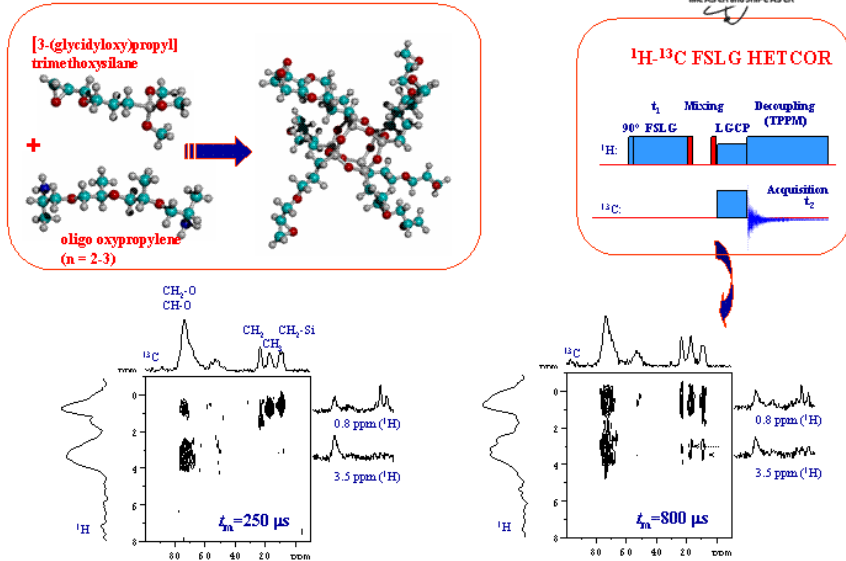 [3-(glycidyloxy)propyl]
trimethoxysilane
+
oligo oxypropylene
(n = 2-3)
¹H-¹³C FSLG HETCOR
t₁ Mixing Decoupling
(TPPM)
90° FSLG LGCP
¹H:
Acquisition
t₂
¹³C:
CH₂-O
CH-O
CH₂ CH₂-Si
CH₃
¹³C
ppm
0
2
4
6
8
0.8 ppm (¹H)
3.5 ppm (¹H)
tₘ=250 μs
¹H
80 60 40 20 ppm
¹³C
ppm
0
2
4
6
8
0.8 ppm (¹H)
3.5 ppm (¹H)
tₘ=800 μs
¹H
80 60 40 20 ppm